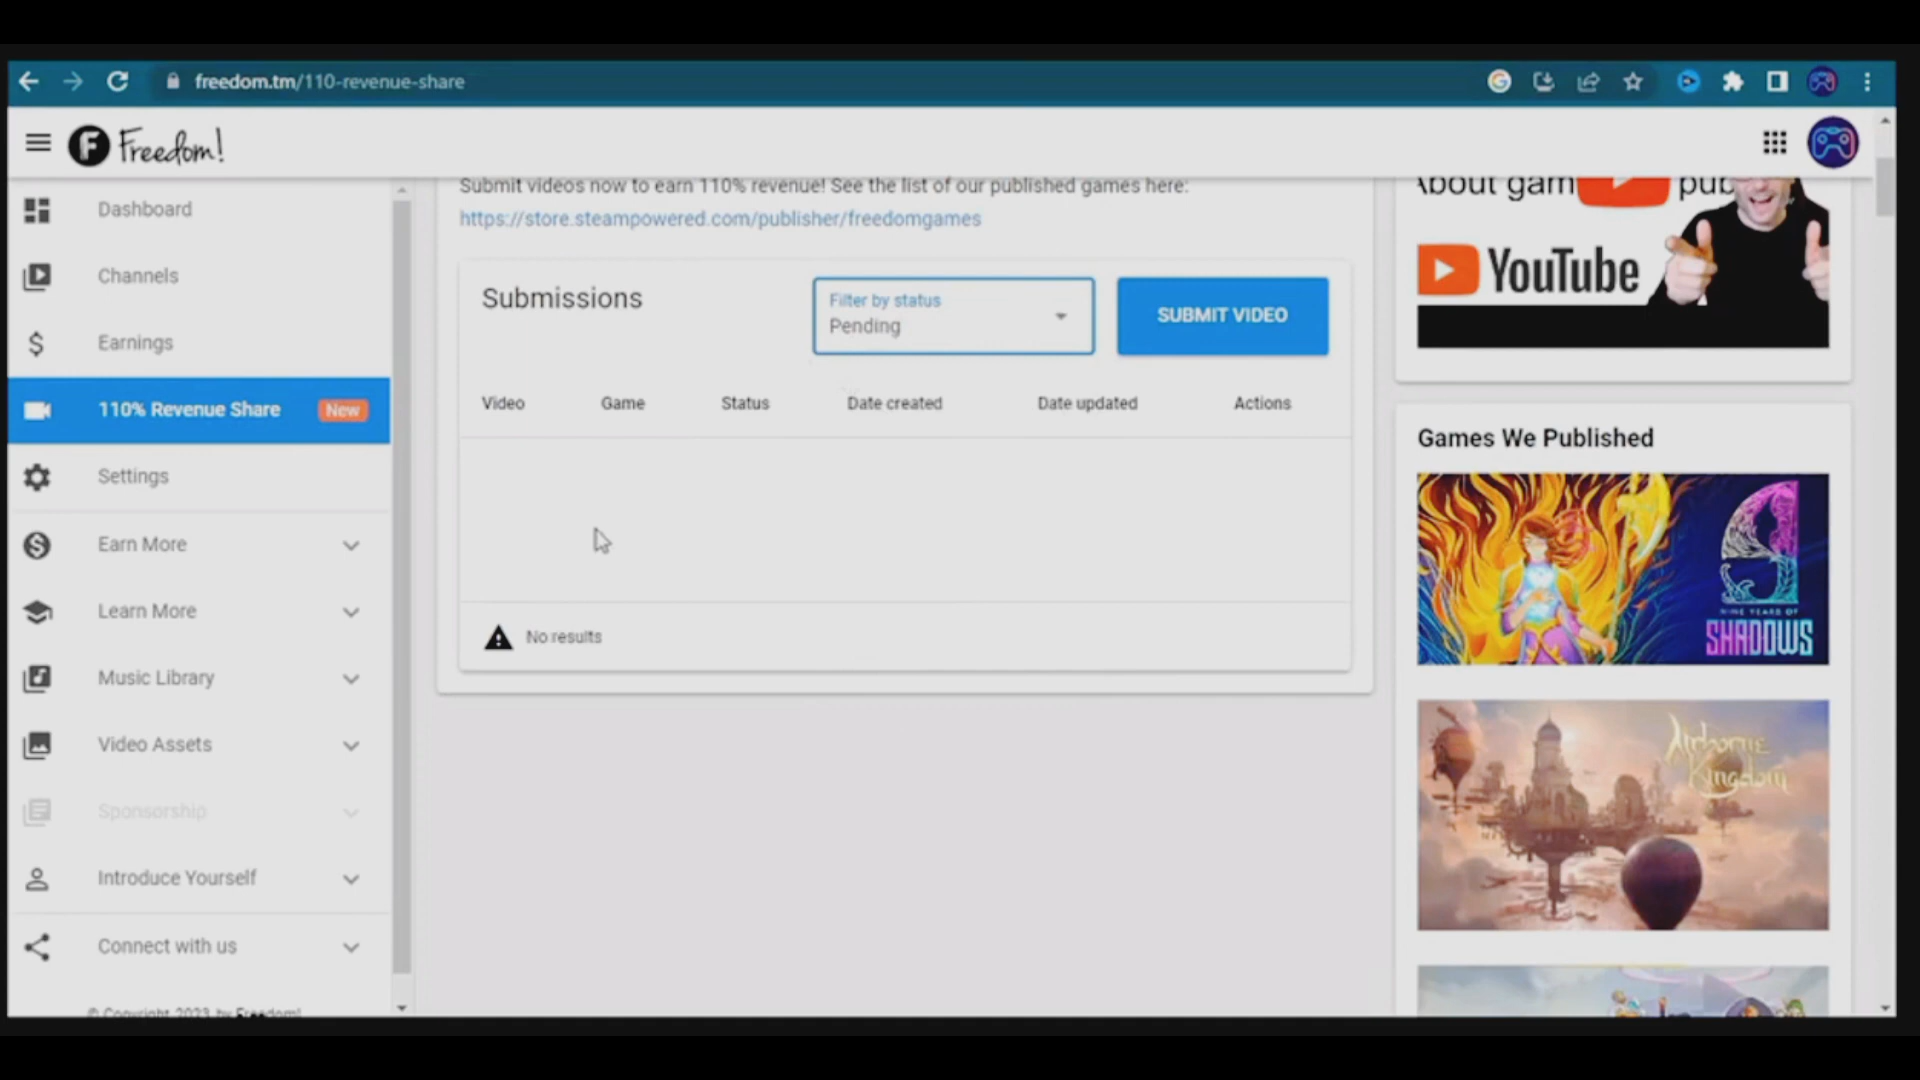 freedom.tm/110-revenue-share
F Freedom!
Dashboard
Channels
Earnings
110% Revenue Share New
Settings
Earn More
Learn More
Music Library
Video Assets
Sponsorship
Introduce Yourself
Connect with us
© Copyright 2023 by Freedom!
Submit videos now to earn 110% revenue! See the list of our published games here:
https://store.steampowered.com/publisher/freedomgames
Submissions
Filter by status
Pending
SUBMIT VIDEO
Video Game Status Date created Date updated Actions
No results
About gam pub
YouTube
Games We Published
NINE YEARS OF
SHADOWS
Airborne
Kingdom